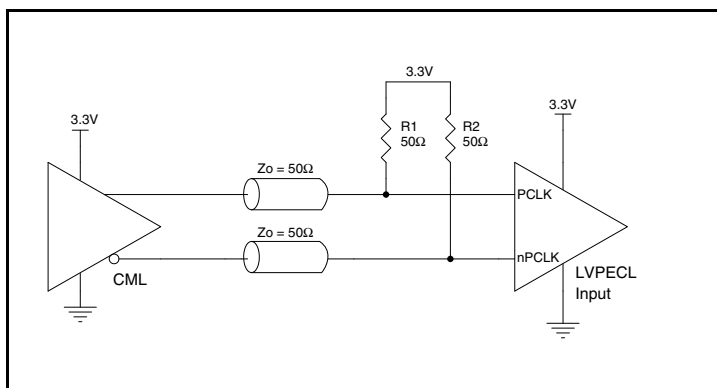 3.3V
3.3V
3.3V
R1
50Ω
R2
50Ω
Zo = 50Ω
PCLK
Zo = 50Ω
nPCLK
CML
LVPECL
Input